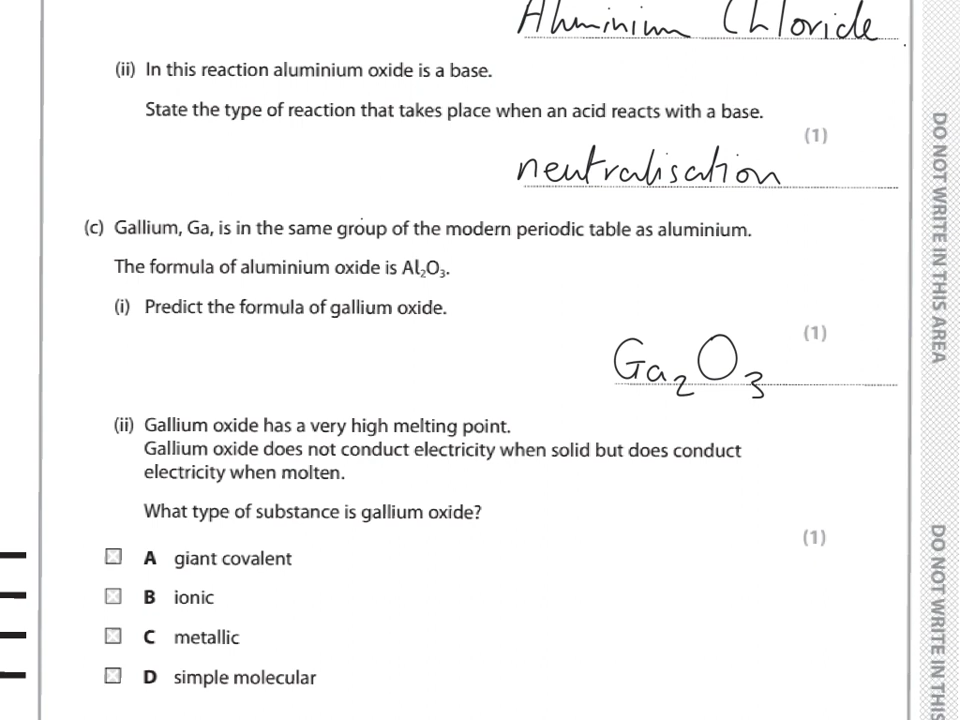 Aluminium Chloride
(ii) In this reaction aluminium oxide is a base.
State the type of reaction that takes place when an acid reacts with a base.
(1)
neutralisation
(c) Gallium, Ga, is in the same group of the modern periodic table as aluminium.
The formula of aluminium oxide is Al₂O₃.
(i) Predict the formula of gallium oxide.
(1)
Ga₂O₃
(ii) Gallium oxide has a very high melting point.
Gallium oxide does not conduct electricity when solid but does conduct
electricity when molten.
What type of substance is gallium oxide?
(1)
A giant covalent
B ionic
C metallic
D simple molecular
DO NOT WRITE IN THIS AREA
DO NOT WRITE IN THIS